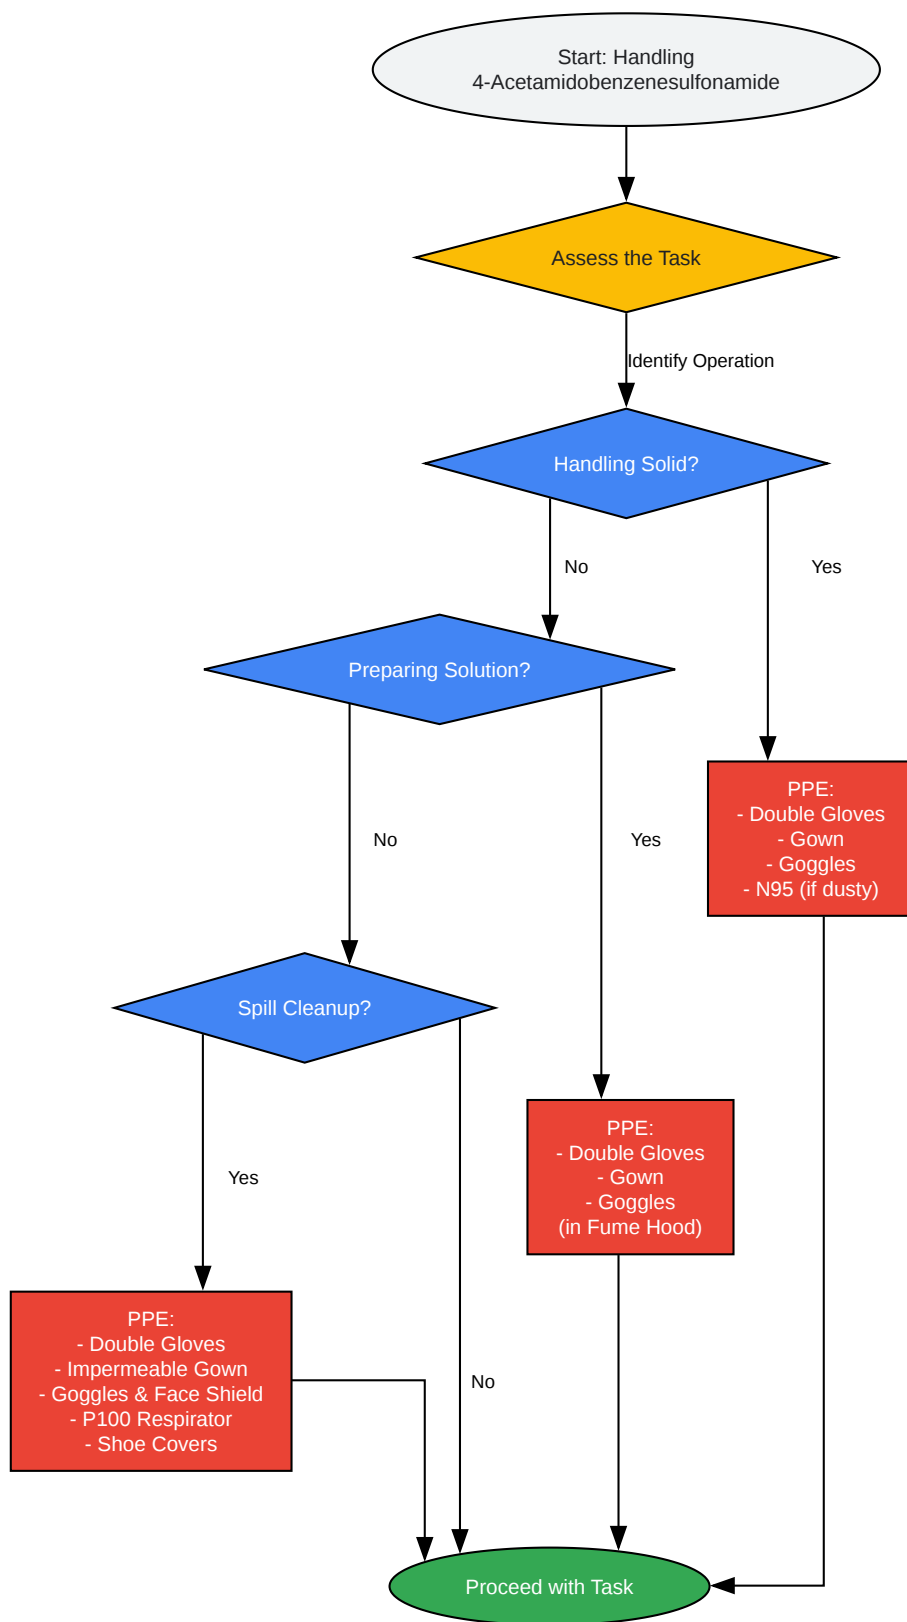 Start: Handling
4-Acetamidobenzenesulfonamide
Assess the Task
Identify Operation
Handling Solid?
No
Yes
Preparing Solution?
No
Yes
PPE:
- Double Gloves
- Gown
- Goggles
- N95 (if dusty)
Spill Cleanup?
Yes
No
PPE:
- Double Gloves
- Gown
- Goggles
(in Fume Hood)
PPE:
- Double Gloves
- Impermeable Gown
- Goggles & Face Shield
- P100 Respirator
- Shoe Covers
Proceed with Task